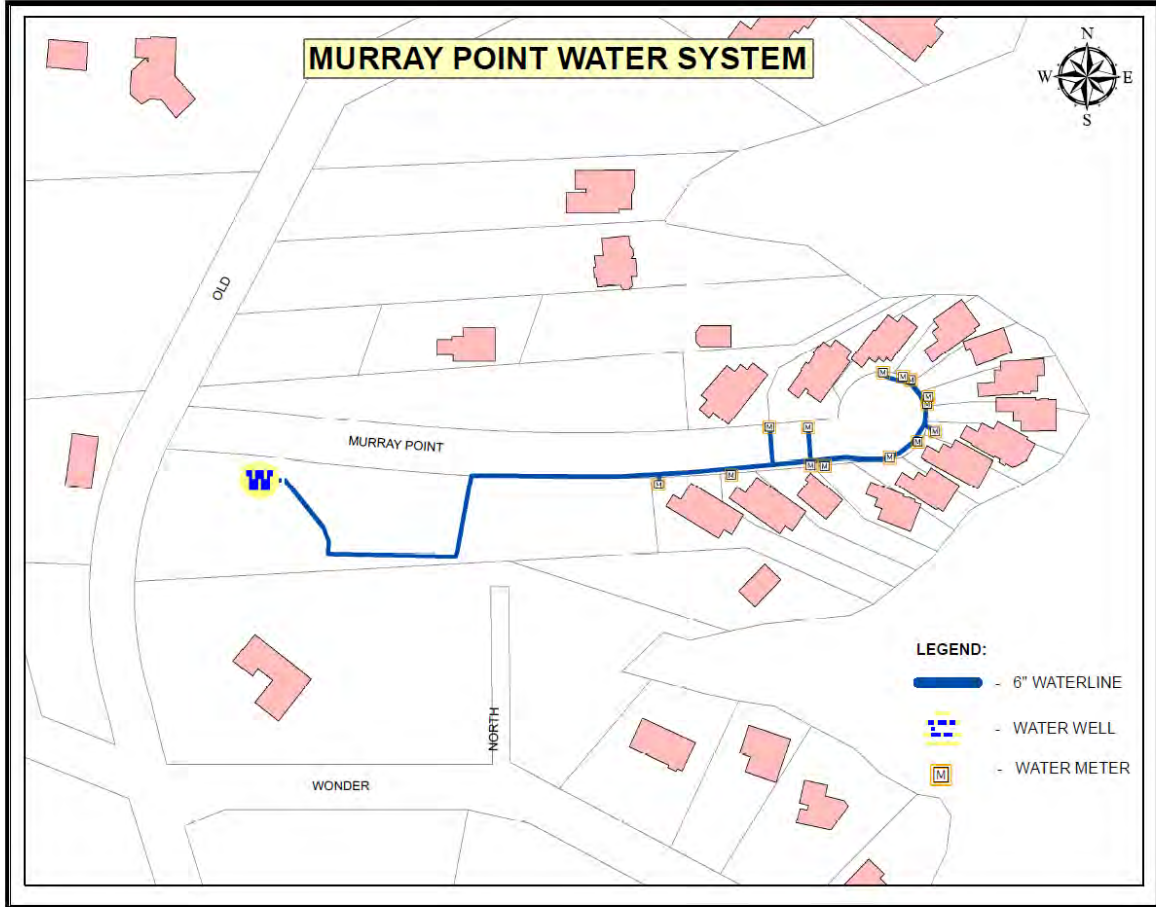 MURRAY POINT WATER SYSTEM
N
W
E
S
OLD
MURRAY POINT
W
M
M
M
M
M
M
M
M
M
M
M
M
M
M
NORTH
WONDER
LEGEND:
- 6" WATERLINE
- WATER WELL
M - WATER METER